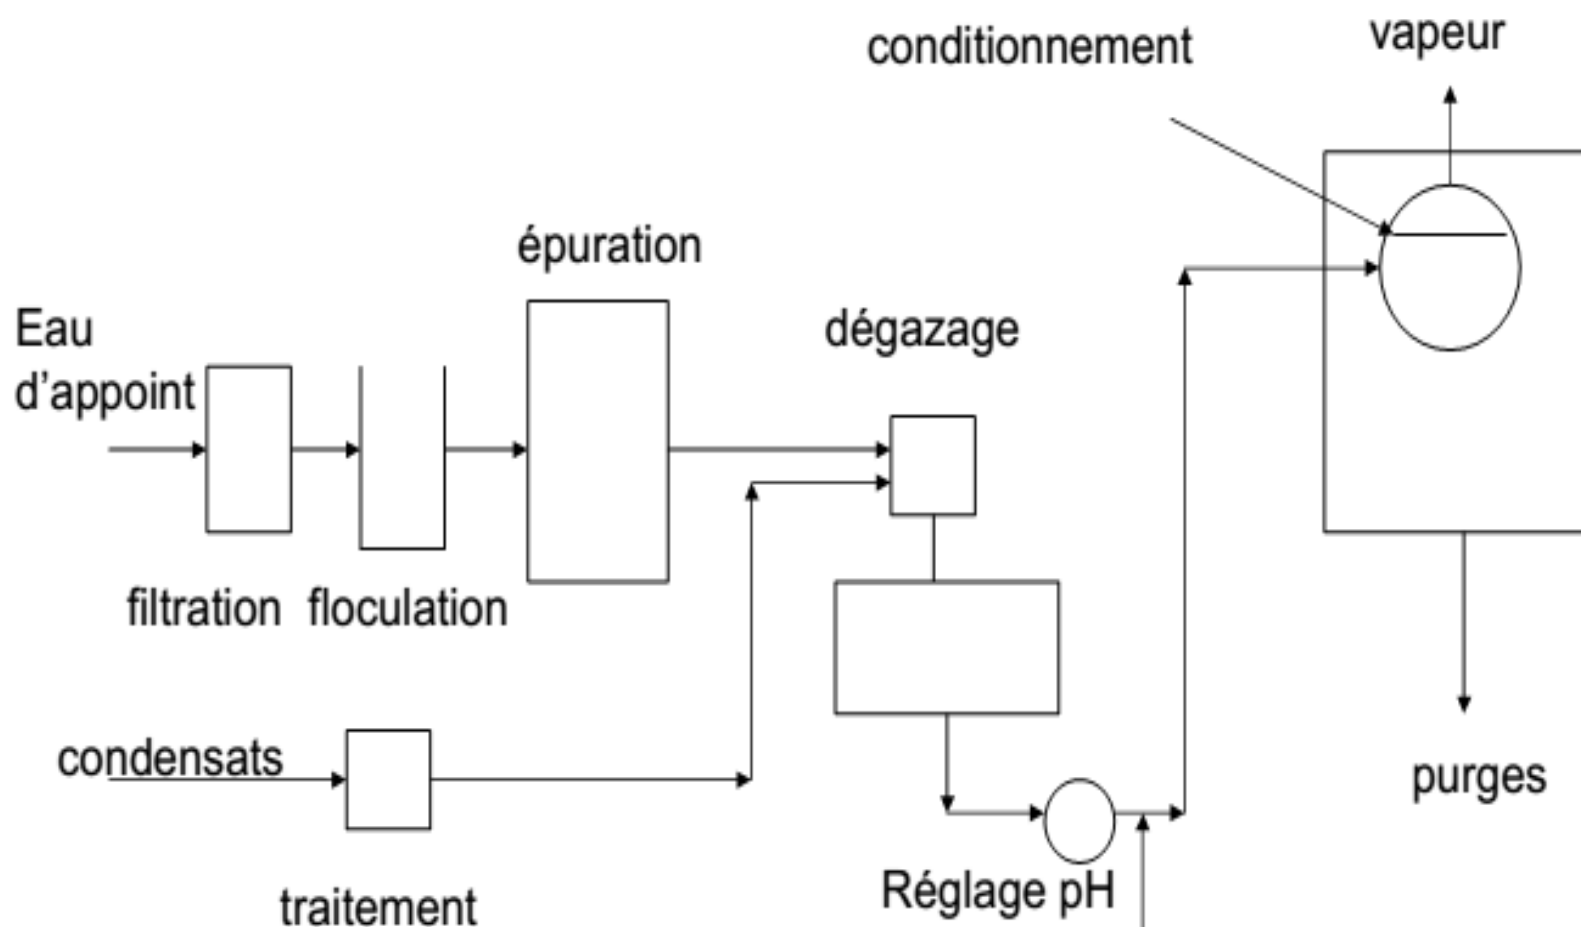 conditionnement
vapeur
épuration
Eau
d'appoint
dégazage
filtration
floculation
condensats
purges
traitement
Réglage pH